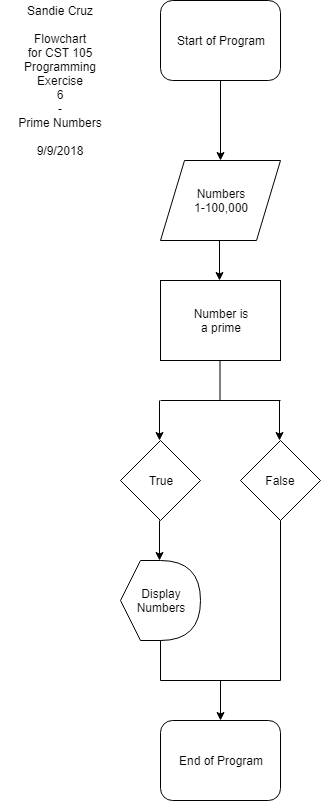 Sandie Cruz
Flowchart
for CST 105
Programming
Exercise
6
-
Prime Numbers
9/9/2018
Start of Program
Numbers
1-100,000
Number is
a prime
True
False
Display
Numbers
End of Program